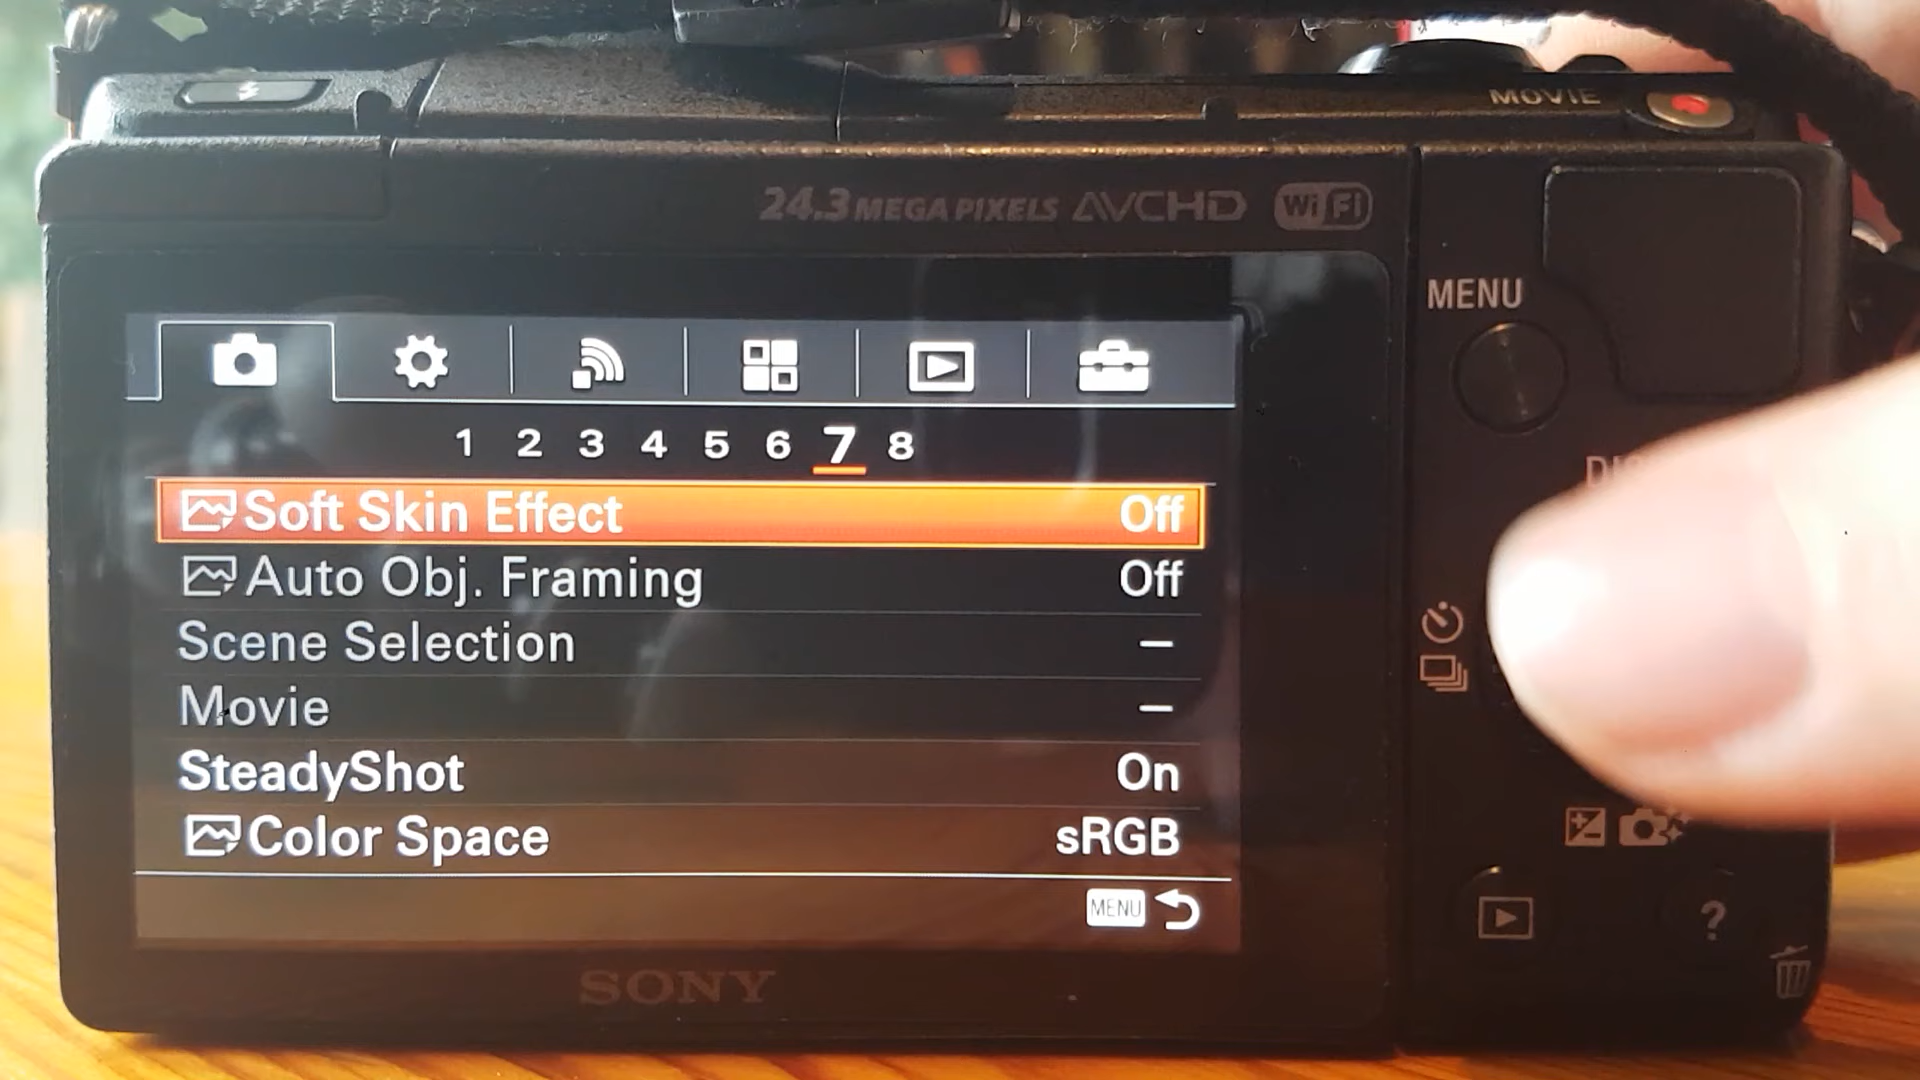 MOVIE
24.3 MEGA PIXELS AVCHD Wi Fi
MENU
1 2 3 4 5 6 7 8
Soft Skin Effect Off
Auto Obj. Framing Off
Scene Selection –
Movie –
SteadyShot On
Color Space sRGB
MENU
?
SONY